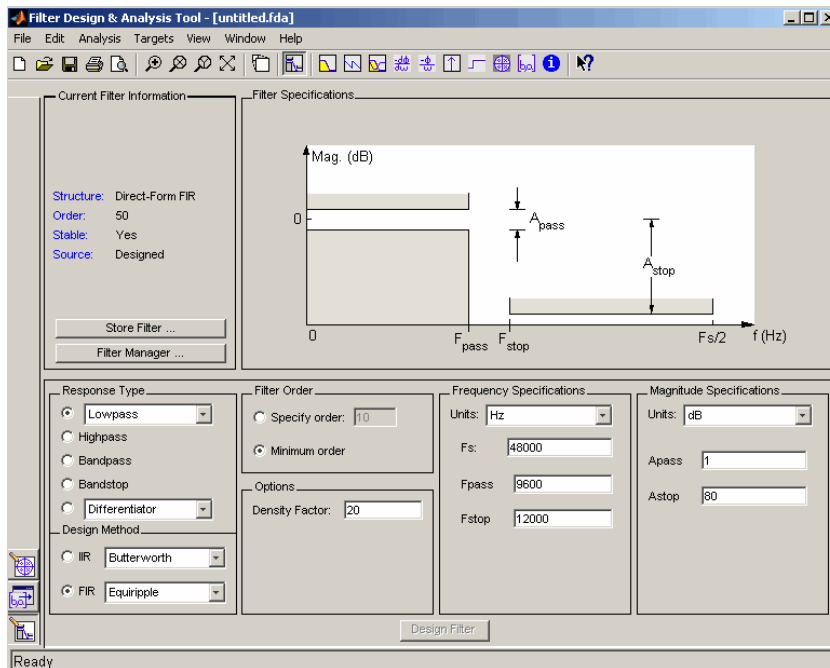 Filter Design & Analysis Tool - [untitled.fda]
File Edit Analysis Targets View Window Help
Current Filter Information
Structure: Direct-Form FIR
Order: 50
Stable: Yes
Source: Designed
Store Filter ...
Filter Manager ...
Filter Specifications
Mag. (dB)
0
Apass
Astop
0
Fpass
Fstop
Fs/2
f (Hz)
Response Type
Lowpass
Highpass
Bandpass
Bandstop
Differentiator
Design Method
IIR Butterworth
FIR Equiripple
Filter Order
Specify order: 10
Minimum order
Options
Density Factor: 20
Frequency Specifications
Units: Hz
Fs: 48000
Fpass 9600
Fstop 12000
Magnitude Specifications
Units: dB
Apass 1
Astop 80
Design Filter
Ready